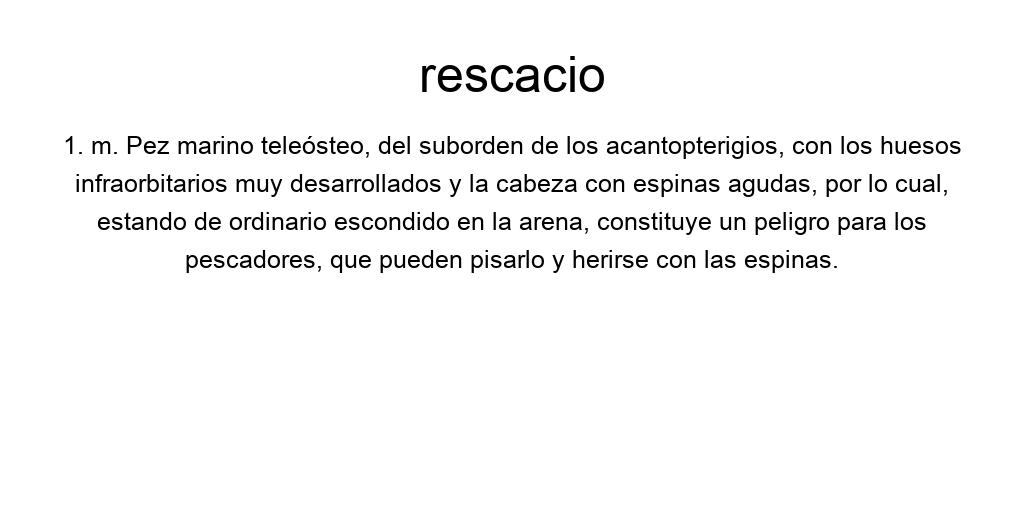 rescacio
1. m. Pez marino teleósteo, del suborden de los acantopterigios, con los huesos
infraorbitarios muy desarrollados y la cabeza con espinas agudas, por lo cual,
estando de ordinario escondido en la arena, constituye un peligro para los
pescadores, que pueden pisarlo y herirse con las espinas.